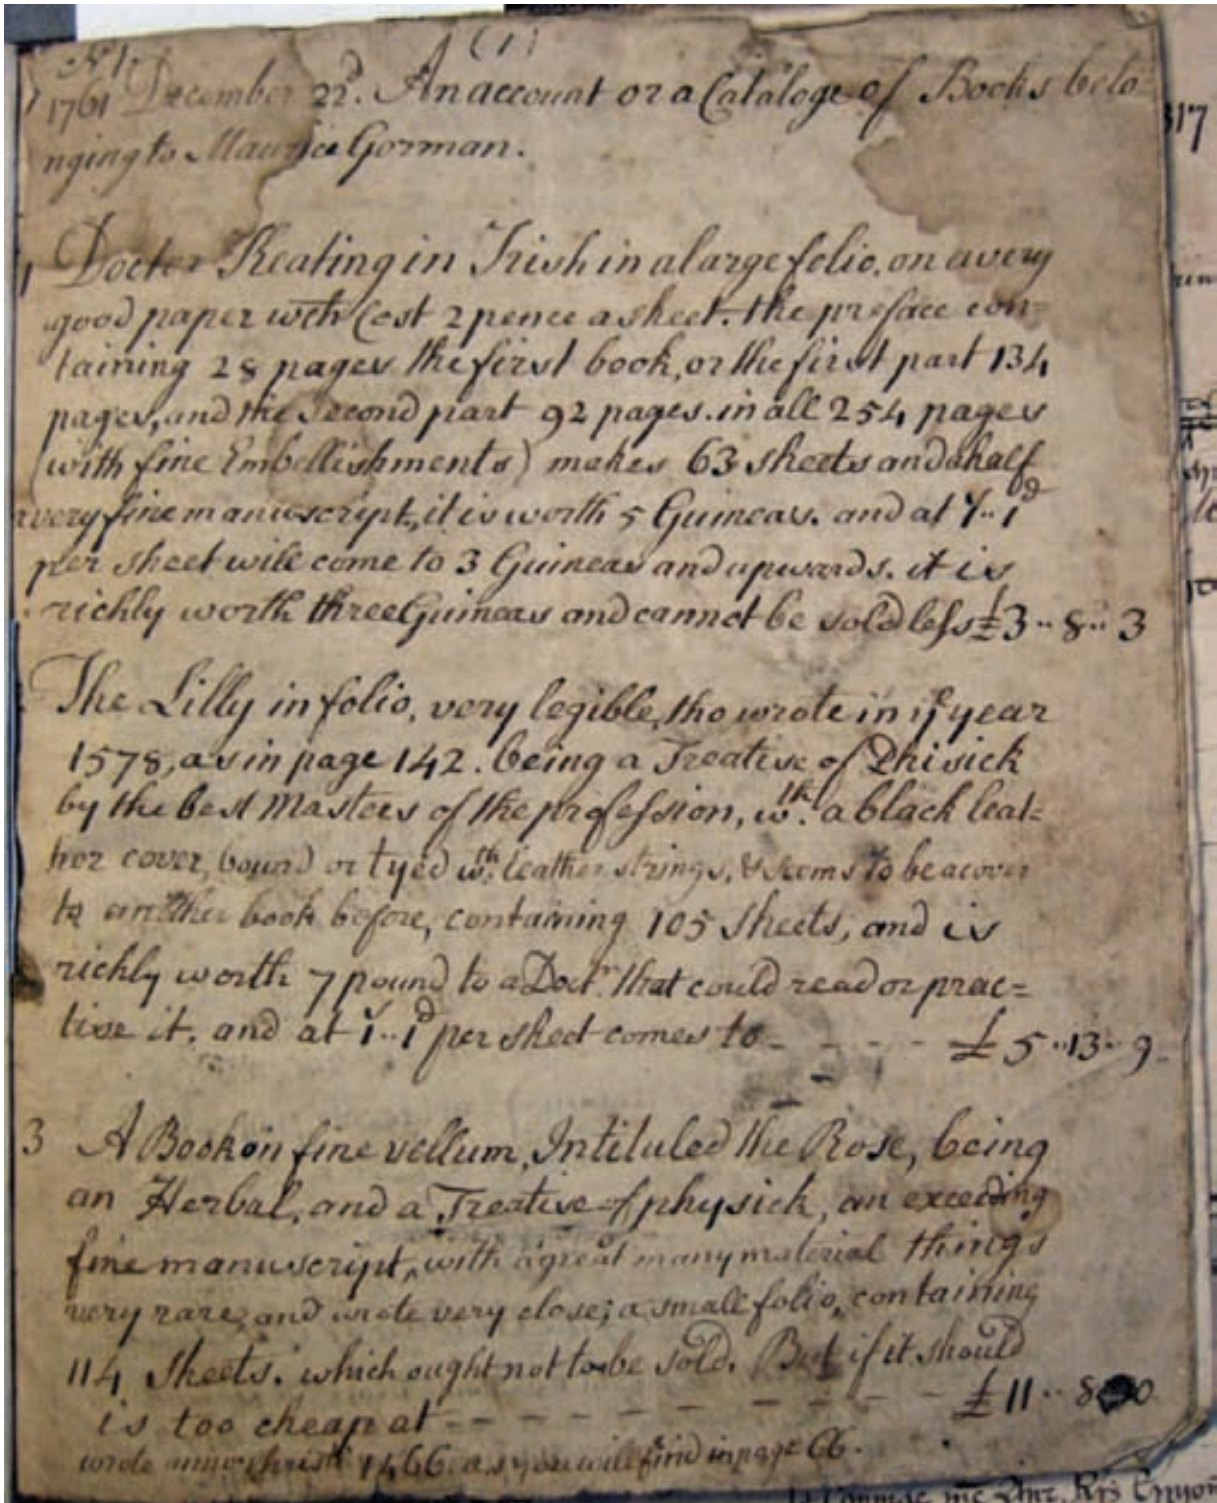 (1)
No 1.
1761 December 22d. An account or a Cataloge of Books belo-
nging to Maurice Gorman.
1 Docter Keating in Irish in a large folio, on a very
good paper wch Cost 2 pence a sheet. the preface con=
taining 28 pages the first book, or the first part 134
pages, and the second part 92 pages. in all 254 pages
(with fine Embellishments) makes 63 sheets and a half
a very fine manuscript, it is worth 5 Guineas. and at 1s..1d
per sheet will come to 3 Guineas and upwards. it is
richly worth three Guineas and cannot be sold less £3..8..3
The Lilly in folio, very legible, tho wrote in ye year
1578, as in page 142. being a Treatise of Phisick
by the best Masters of the profession, wth. a black leat=
her cover, bound or tyed wth. leather strings, & seems to be a cover
to another book before, containing 105 sheets, and is
richly worth 7 pound to a Doctr. that could read or prac=
tise it. and at 1s..1d per sheet comes to - - - - £5..13..9
3 A Book on fine vellum, Intituled the Rose, being
an Herbal, and a Treatise of physick, an exceeding
fine manuscript, with a great many material things
very rare, and wrote very close; a small folio, containing
114 Sheets. which ought not to be sold. But if it should
is too cheap at - - - - - - - - £11..8..0
wrote anno Christi 1466. as you will find in page 66.
317